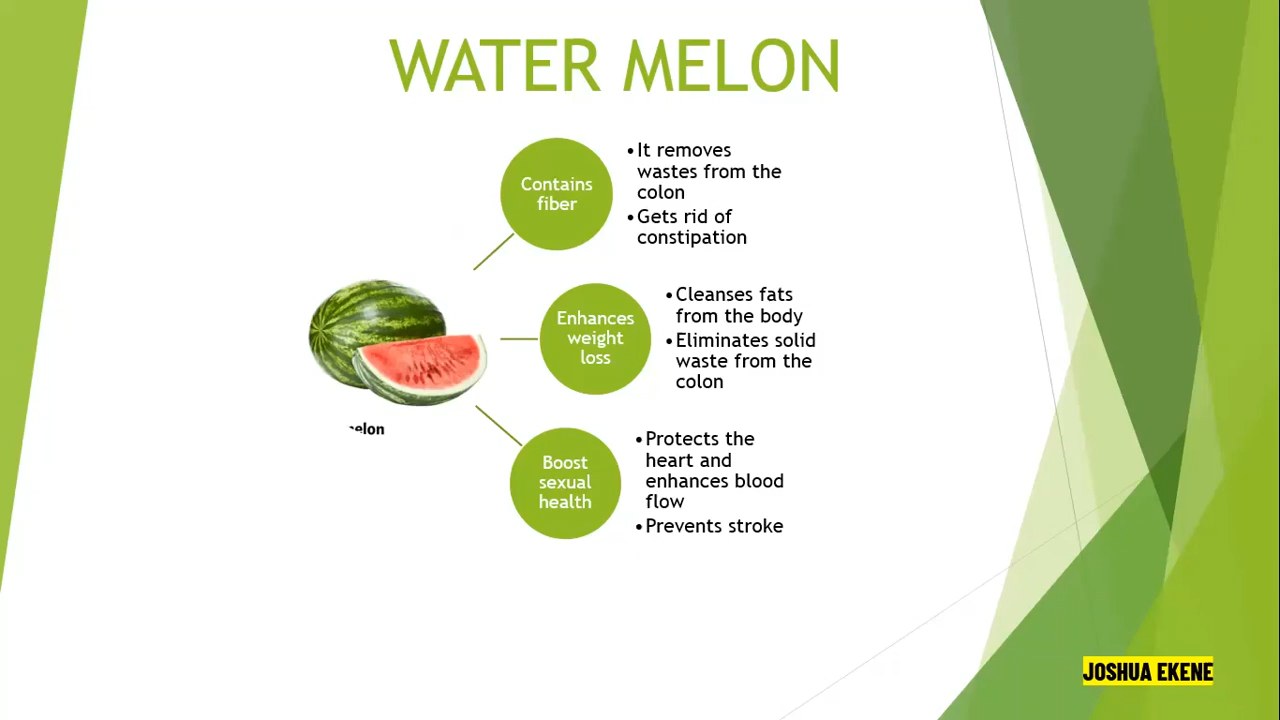 WATER MELON
Contains
fiber
•It removes
wastes from the
colon
•Gets rid of
constipation
Enhances
weight
loss
•Cleanses fats
from the body
•Eliminates solid
waste from the
colon
elon
Boost
sexual
health
•Protects the
heart and
enhances blood
flow
•Prevents stroke
JOSHUA EKENE